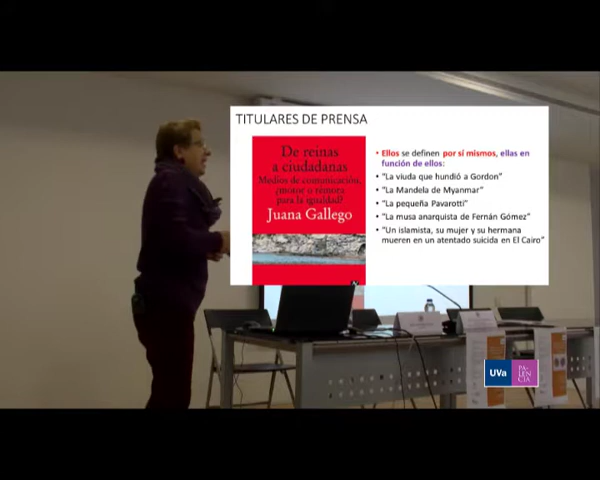 TITULARES DE PRENSA
De reinas
a ciudadanas
Medios de comunicación,
¿motor o rémora
para la igualdad?
Juana Gallego
• Ellos se definen por sí mismos, ellas en
función de ellos:
• "La viuda que hundió a Gordon"
• "La Mandela de Myanmar"
• "La pequeña Pavarotti"
• "La musa anarquista de Fernán Gómez"
• "Un islamista, su mujer y su hermana
mueren en un atentado suicida en El Cairo"
UVa
PA-
LEN
CIA